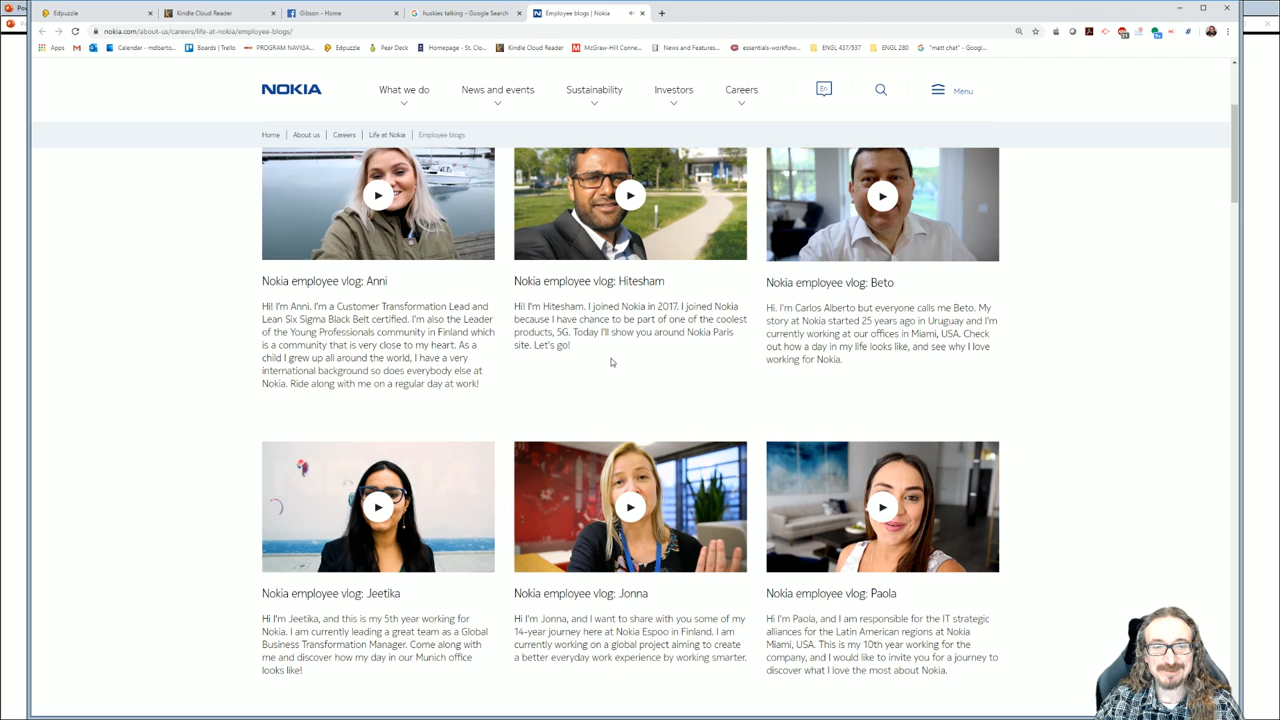 Edpuzzle
Kindle Cloud Reader
Gibson - Home
huskies talking - Google Search
Employee blogs | Nokia
nokia.com/about-us/careers/life-at-nokia/employee-blogs/
Apps
Calendar - mdbarto...
Boards | Trello
PROGRAM NAVIGA...
Edpuzzle
Pear Deck
Homepage - St. Clo...
Kindle Cloud Reader
McGraw-Hill Conne...
News and Features...
essentials-workflow...
ENGL 437/537
ENGL 280
"matt chat" - Googl...
NOKIA
What we do
News and events
Sustainability
Investors
Careers
En
Menu
Home | About us | Careers | Life at Nokia | Employee blogs
Nokia employee vlog: Anni
Hi! I'm Anni. I'm a Customer Transformation Lead and
Lean Six Sigma Black Belt certified. I'm also the Leader
of the Young Professionals community in Finland which
is a community that is very close to my heart. As a
child I grew up all around the world, I have a very
international background so does everybody else at
Nokia. Ride along with me on a regular day at work!
Nokia employee vlog: Hitesham
Hi! I'm Hitesham. I joined Nokia in 2017. I joined Nokia
because I have chance to be part of one of the coolest
products, 5G. Today I'll show you around Nokia Paris
site. Let's go!
Nokia employee vlog: Beto
Hi. I'm Carlos Alberto but everyone calls me Beto. My
story at Nokia started 25 years ago in Uruguay and I'm
currently working at our offices in Miami, USA. Check
out how a day in my life looks like, and see why I love
working for Nokia.
Nokia employee vlog: Jeetika
Hi I'm Jeetika, and this is my 5th year working for
Nokia. I am currently leading a great team as a Global
Business Transformation Manager. Come along with
me and discover how my day in our Munich office
looks like!
Nokia employee vlog: Jonna
Hi I'm Jonna, and I want to share with you some of my
14-year journey here at Nokia Espoo in Finland. I am
currently working on a global project aiming to create
a better everyday work experience by working smarter.
Nokia employee vlog: Paola
Hi I'm Paola, and I am responsible for the IT strategic
alliances for the Latin American regions at Nokia
Miami, USA. This is my 10th year working for the
company, and I would like to invite you for a journey to
discover what I love the most about Nokia.